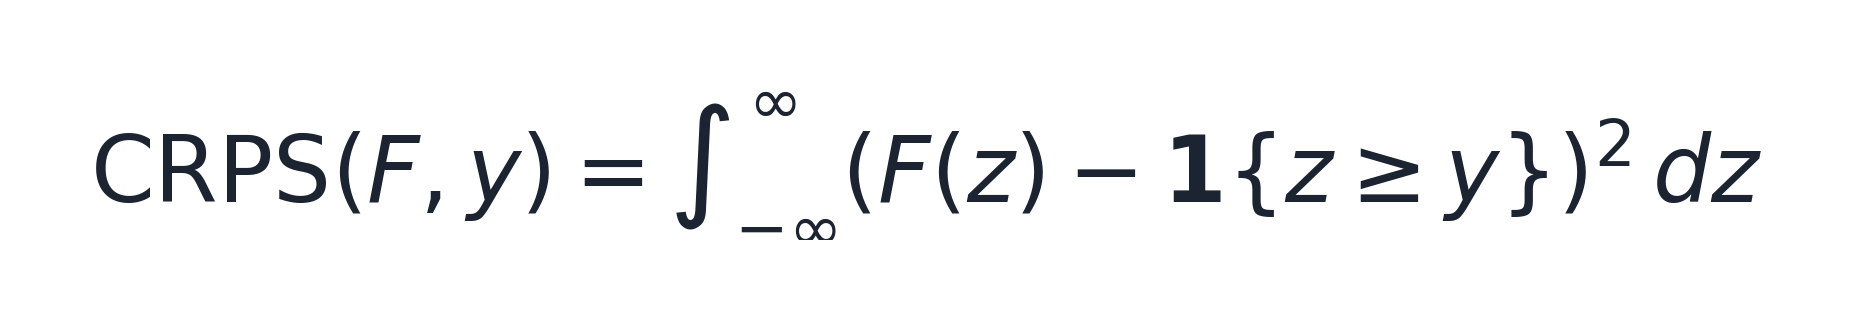 CRPS(F, y) = ∫_{−∞}^{∞} (F(z) − 𝟏{z ≥ y})² dz